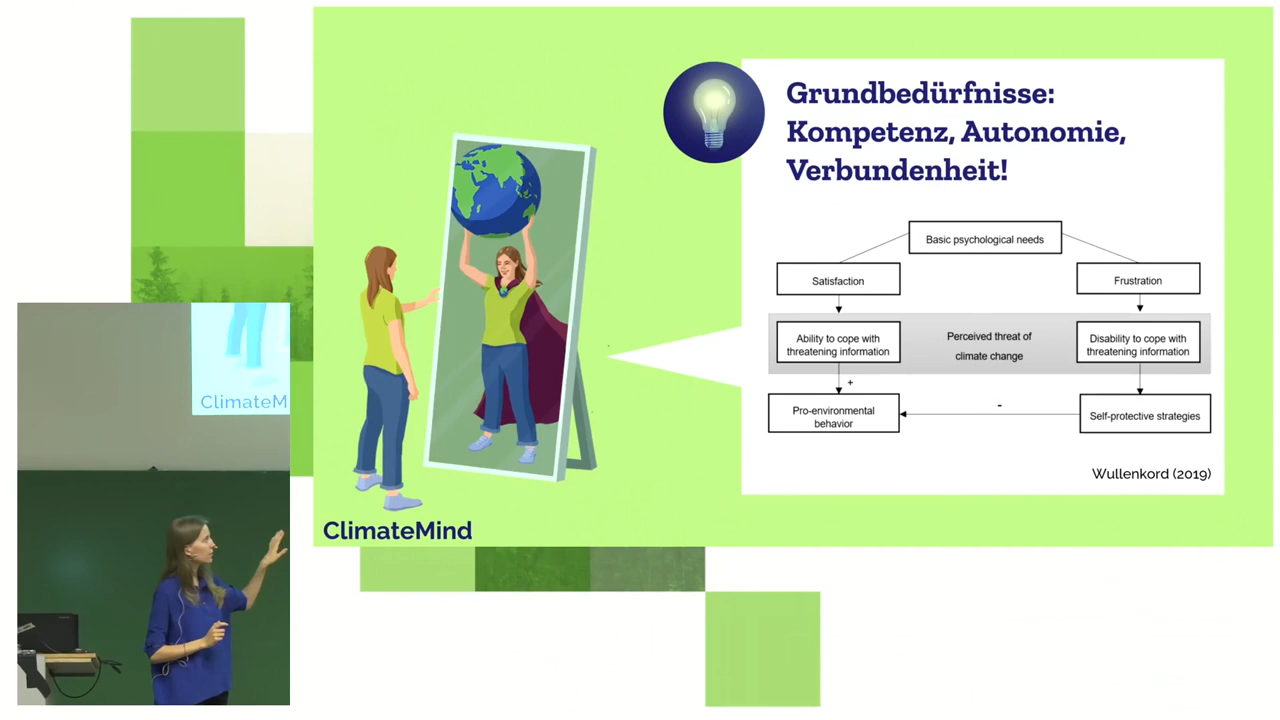 Grundbedürfnisse:
Kompetenz, Autonomie,
Verbundenheit!
Basic psychological needs
Satisfaction
Frustration
Ability to cope with
threatening information
Perceived threat of
climate change
Disability to cope with
threatening information
+
-
Pro-environmental
behavior
Self-protective strategies
Wullenkord (2019)
ClimateMind
ClimateM